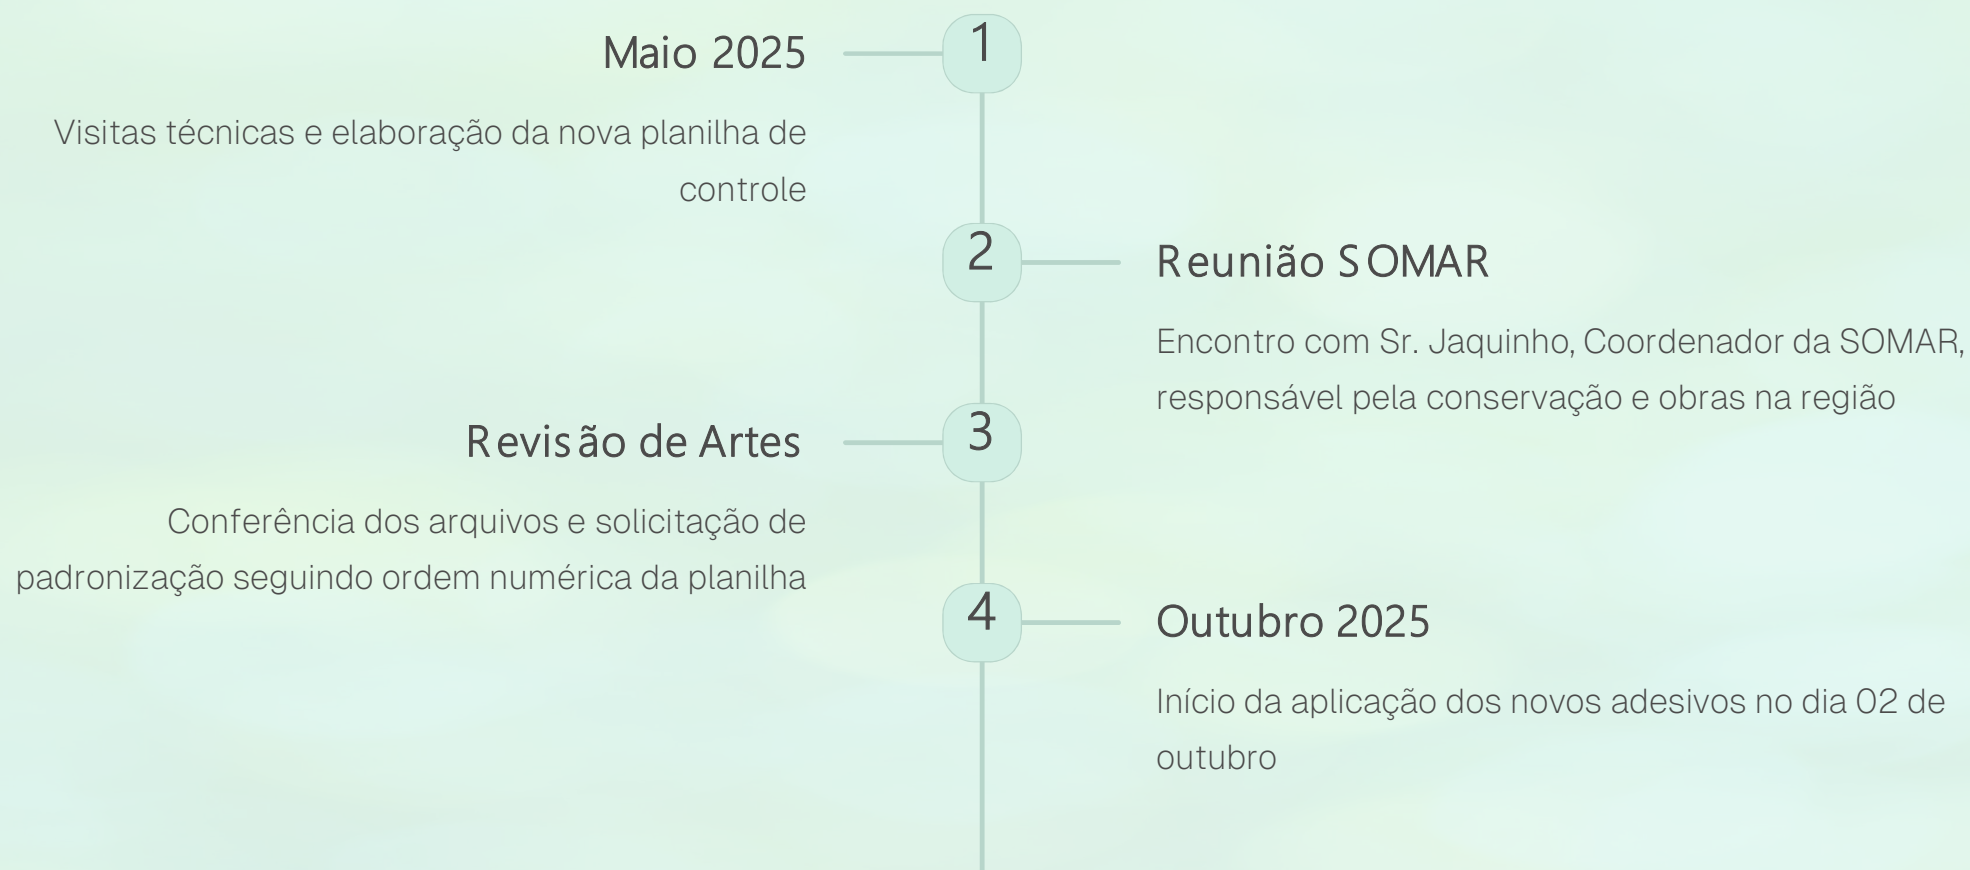 1
Maio 2025
Visitas técnicas e elaboração da nova planilha de
controle
2
Reunião SOMAR
Encontro com Sr. Jaquinho, Coordenador da SOMAR,
responsável pela conservação e obras na região
3
Revisão de Artes
Conferência dos arquivos e solicitação de
padronização seguindo ordem numérica da planilha
4
Outubro 2025
Início da aplicação dos novos adesivos no dia 02 de
outubro